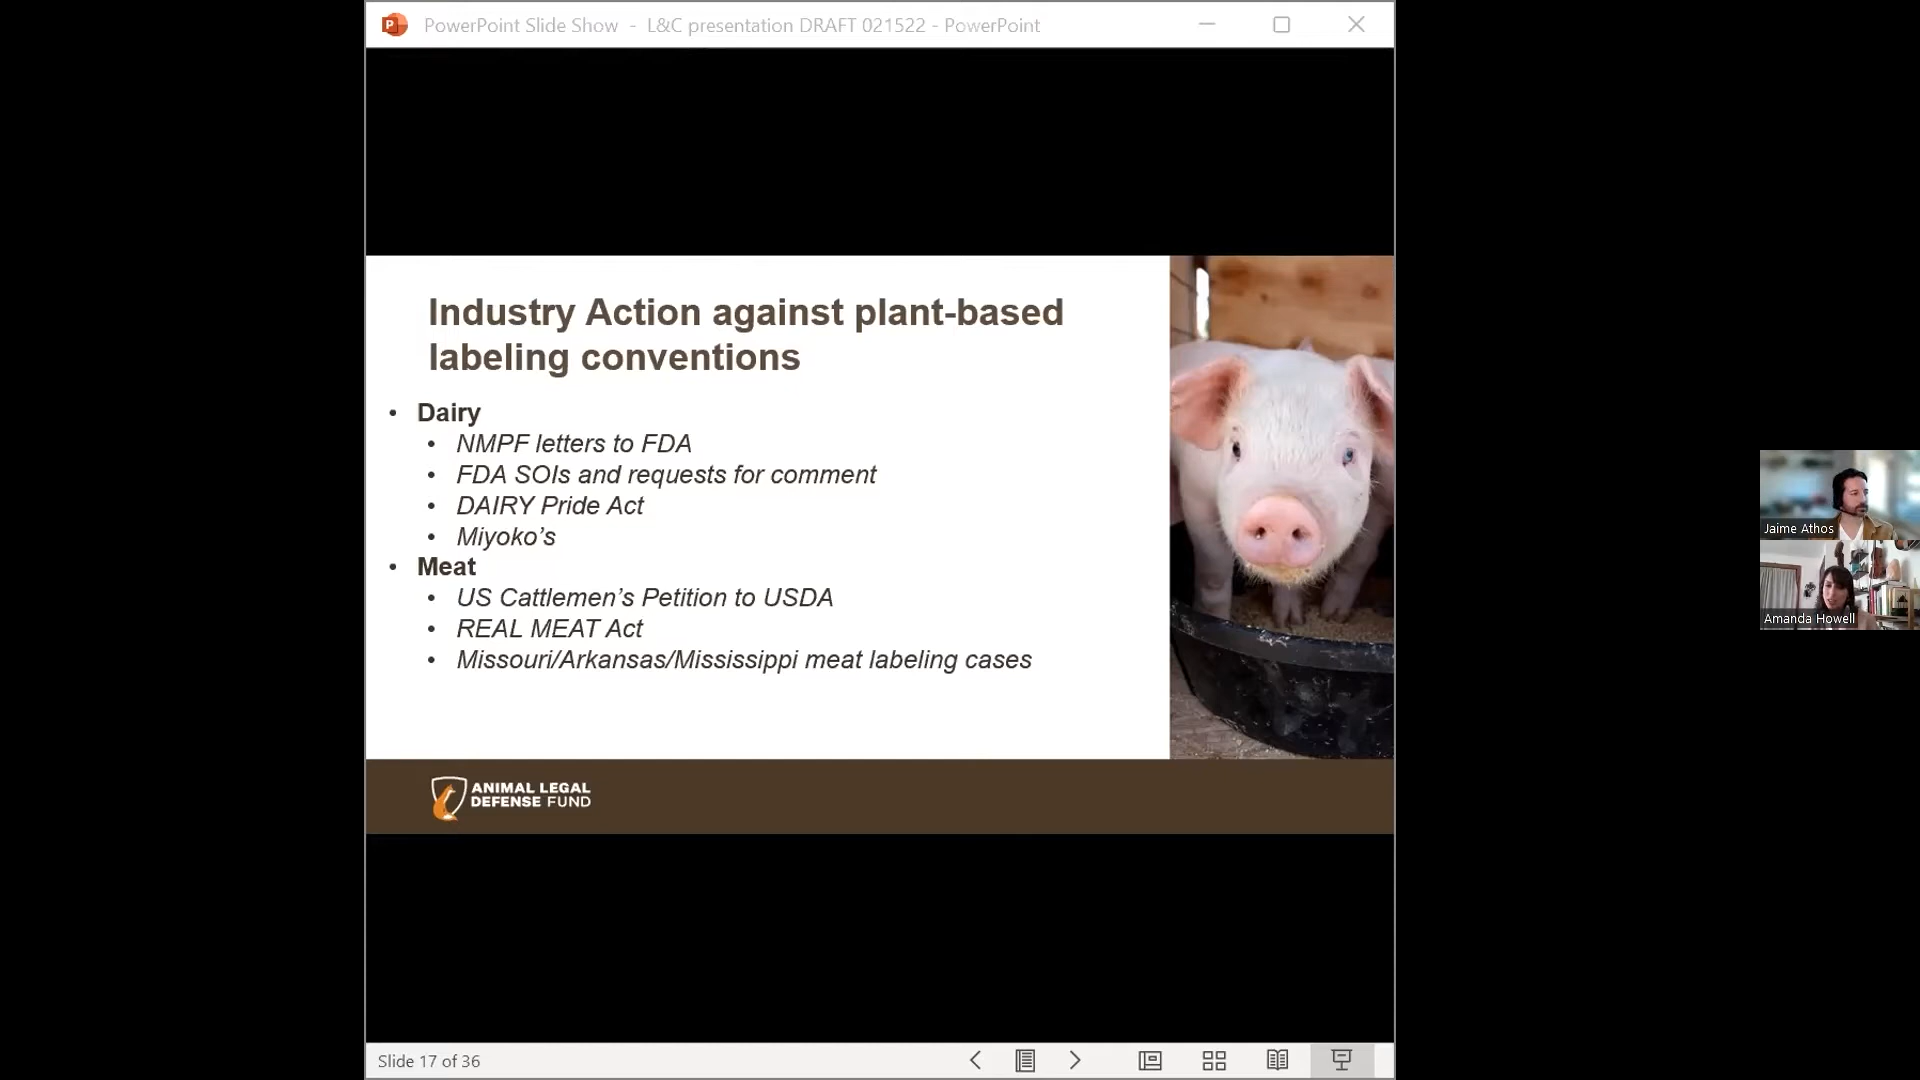 PowerPoint Slide Show - L&C presentation DRAFT 021522 - PowerPoint
Industry Action against plant-based
labeling conventions
• Dairy
• NMPF letters to FDA
• FDA SOIs and requests for comment
• DAIRY Pride Act
• Miyoko’s
• Meat
• US Cattlemen’s Petition to USDA
• REAL MEAT Act
• Missouri/Arkansas/Mississippi meat labeling cases
ANIMAL LEGAL
DEFENSE FUND
Jaime Athos
Amanda Howell
Slide 17 of 36